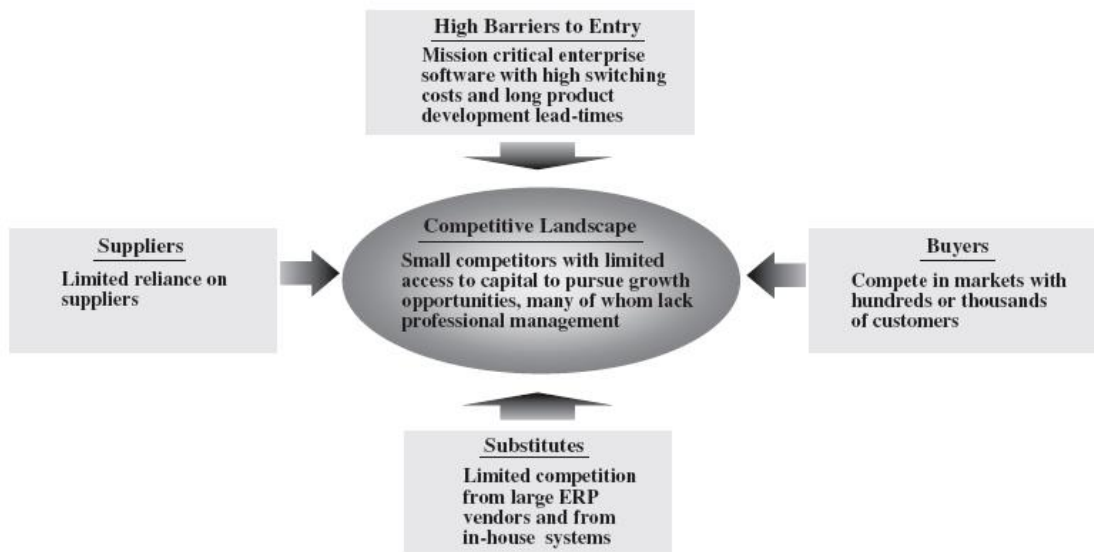 High Barriers to Entry
Mission critical enterprise
software with high switching
costs and long product
development lead-times
Suppliers
Limited reliance on
suppliers
Competitive Landscape
Small competitors with limited
access to capital to pursue growth
opportunities, many of whom lack
professional management
Buyers
Compete in markets with
hundreds or thousands
of customers
Substitutes
Limited competition
from large ERP
vendors and from
in-house systems